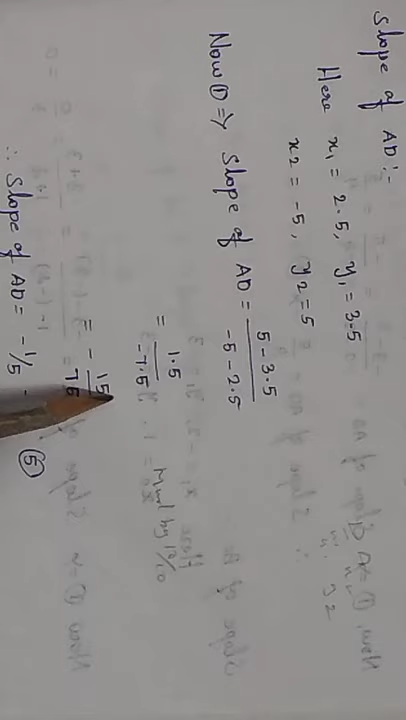 Slope of AD:-
Here x₁ = 2.5, y₁ = 3.5
x2 = -5, y2 = 5
Now ① ⇒ Slope of AD = 5 - 3.5 / -5 - 2.5
= 1.5 / -7.5 Mul by 10/10
= - 15 / 75
∴ Slope of AD = -1/5 - ⑤